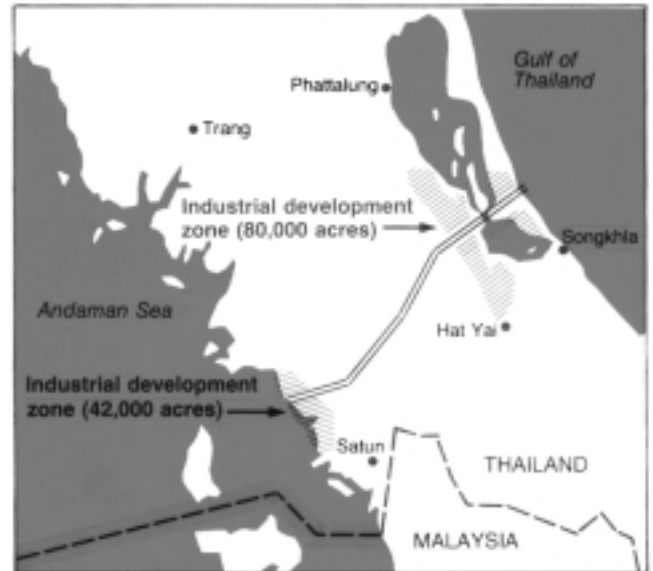 Gulf of
Thailand
Phattalung
Trang
Industrial development
zone (80,000 acres)
Songkhla
Andaman Sea
Hat Yai
Industrial development
zone (42,000 acres)
Satun
THAILAND
MALAYSIA